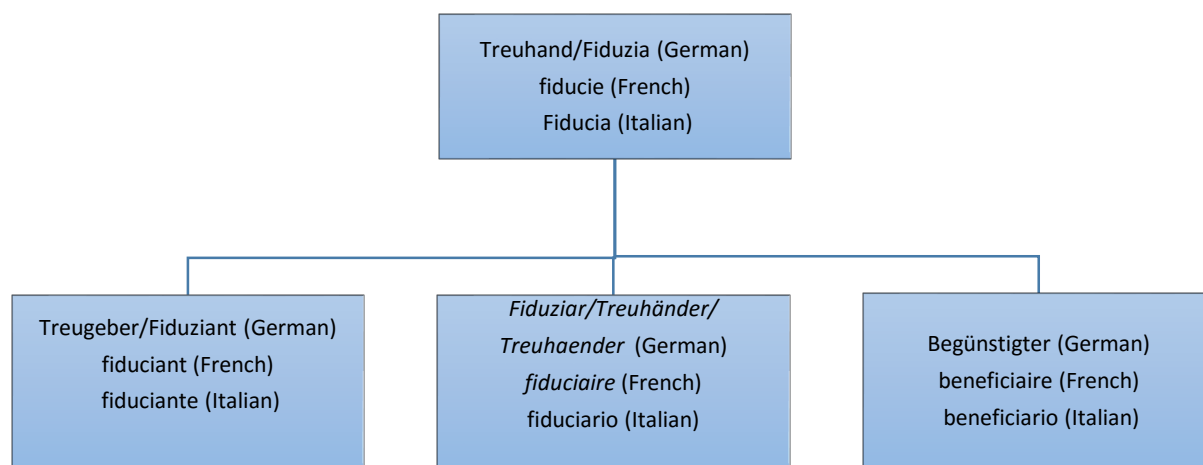 Treuhand/Fiduzia (German)
fiducie (French)
Fiducia (Italian)
Treugeber/Fiduziant (German)
fiduciant (French)
fiduciante (Italian)
Fiduziar/Treuhänder/
Treuhaender (German)
fiduciaire (French)
fiduciario (Italian)
Begünstigter (German)
beneficiaire (French)
beneficiario (Italian)